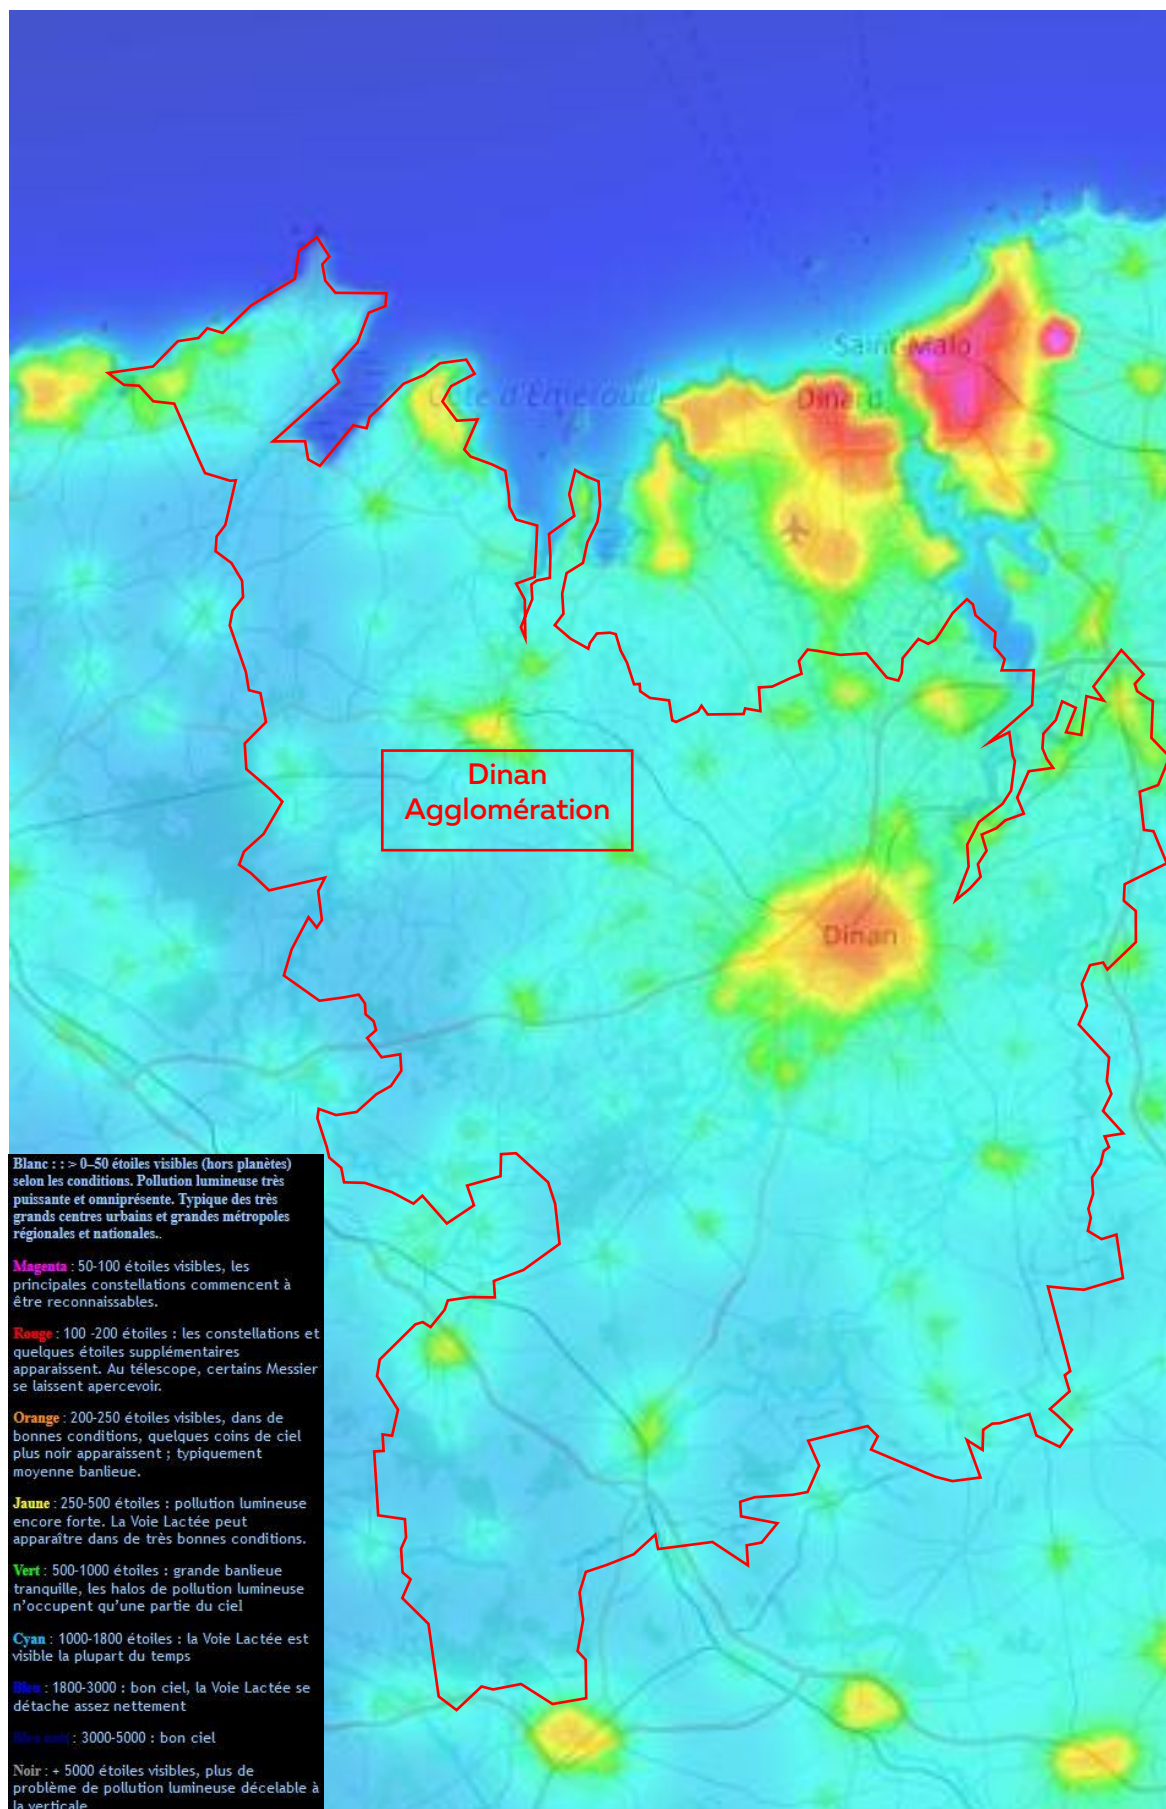 Saint-Malo
Côte d'Emeraude
Dinard
Dinan
Agglomération
Dinan
Blanc : : > 0–50 étoiles visibles (hors planètes)
selon les conditions. Pollution lumineuse très
puissante et omniprésente. Typique des très
grands centres urbains et grandes métropoles
régionales et nationales..
Magenta : 50-100 étoiles visibles, les
principales constellations commencent à
être reconnaissables.
Rouge : 100 -200 étoiles : les constellations et
quelques étoiles supplémentaires
apparaissent. Au télescope, certains Messier
se laissent apercevoir.
Orange : 200-250 étoiles visibles, dans de
bonnes conditions, quelques coins de ciel
plus noir apparaissent ; typiquement
moyenne banlieue.
Jaune : 250-500 étoiles : pollution lumineuse
encore forte. La Voie Lactée peut
apparaître dans de très bonnes conditions.
Vert : 500-1000 étoiles : grande banlieue
tranquille, les halos de pollution lumineuse
n'occupent qu'une partie du ciel
Cyan : 1000-1800 étoiles : la Voie Lactée est
visible la plupart du temps
Bleu : 1800-3000 : bon ciel, la Voie Lactée se
détache assez nettement
Bleu nuit : 3000-5000 : bon ciel
Noir : + 5000 étoiles visibles, plus de
problème de pollution lumineuse décelable à
la verticale